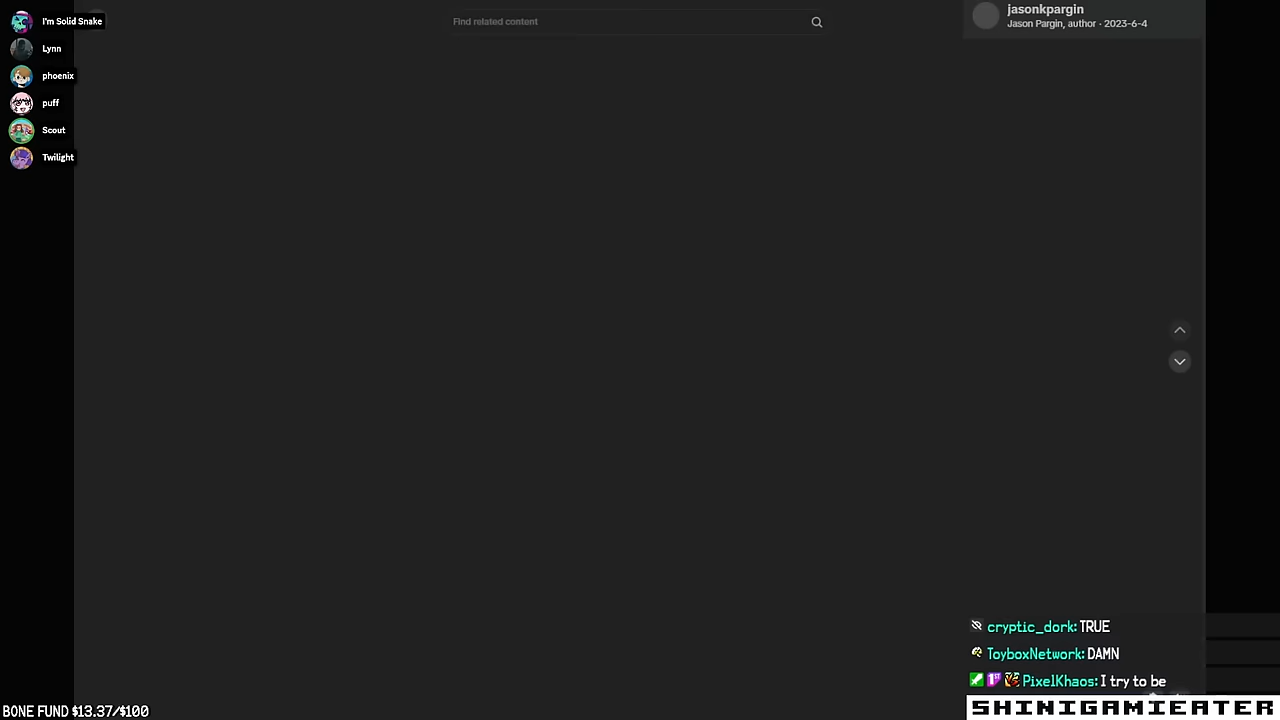 I'm Solid Snake
Lynn
phoenix
puff
Scout
Twilight
Find related content
jasonkpargin
Jason Pargin, author · 2023-6-4
cryptic_dork: TRUE
ToyboxNetwork: DAMN
PixelKhaos: I try to be
BONE FUND $13.37/$100
SHINIGAMIEATER